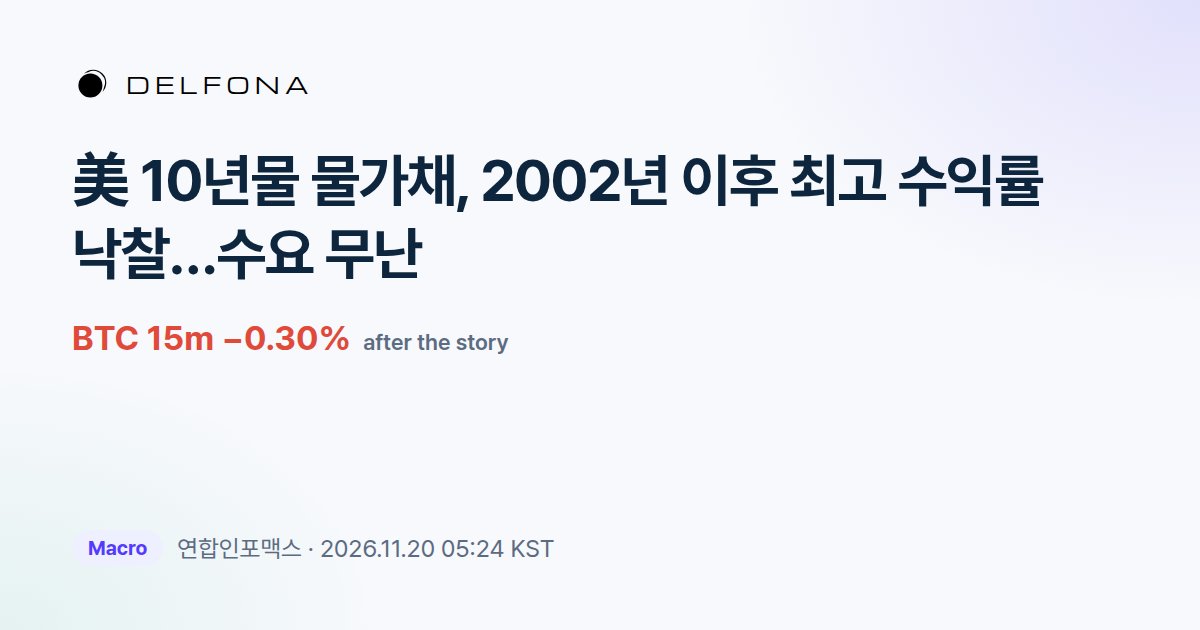 DELFONA
美 10년물 물가채, 2002년 이후 최고 수익률
낙찰…수요 무난
BTC 15m −0.30% after the story
Macro 연합인포맥스 · 2026.11.20 05:24 KST